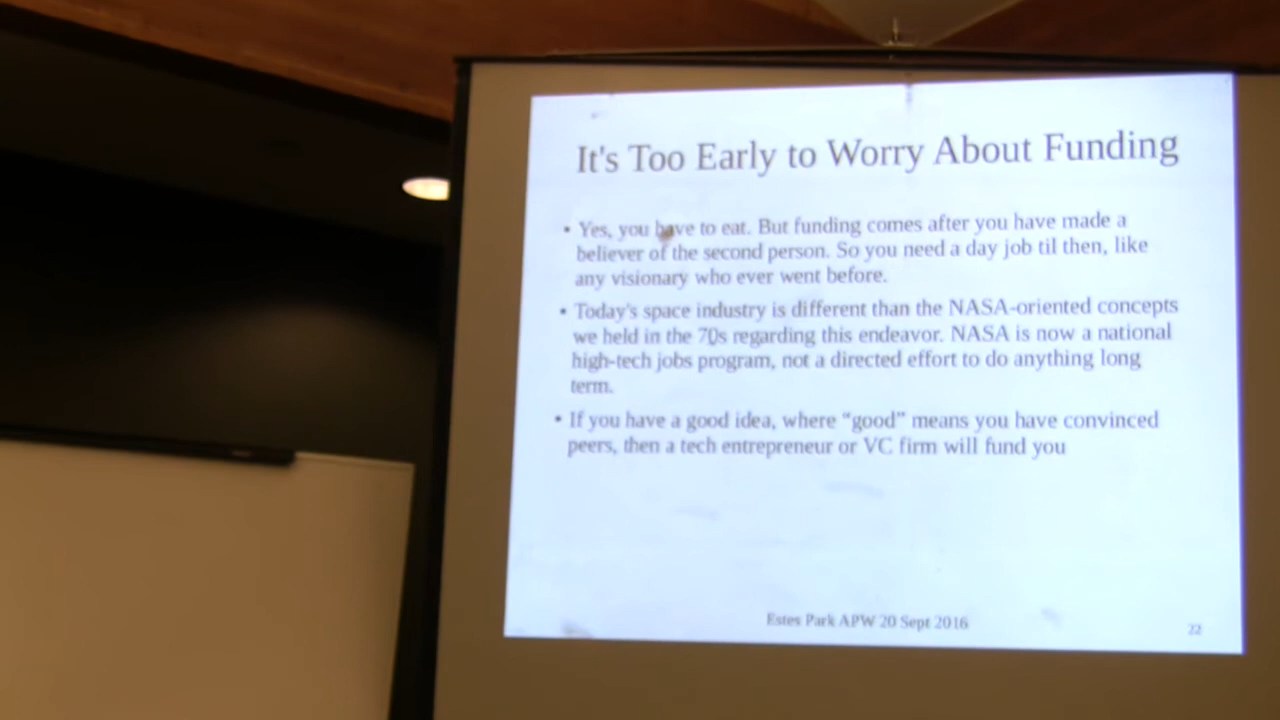 It's Too Early to Worry About Funding
• Yes, you have to eat. But funding comes after you have made a
believer of the second person. So you need a day job til then, like
any visionary who ever went before.
• Today's space industry is different than the NASA-oriented concepts
we held in the 70s regarding this endeavor. NASA is now a national
high-tech jobs program, not a directed effort to do anything long
term.
• If you have a good idea, where “good” means you have convinced
peers, then a tech entrepreneur or VC firm will fund you
Estes Park APW 20 Sept 2016
22